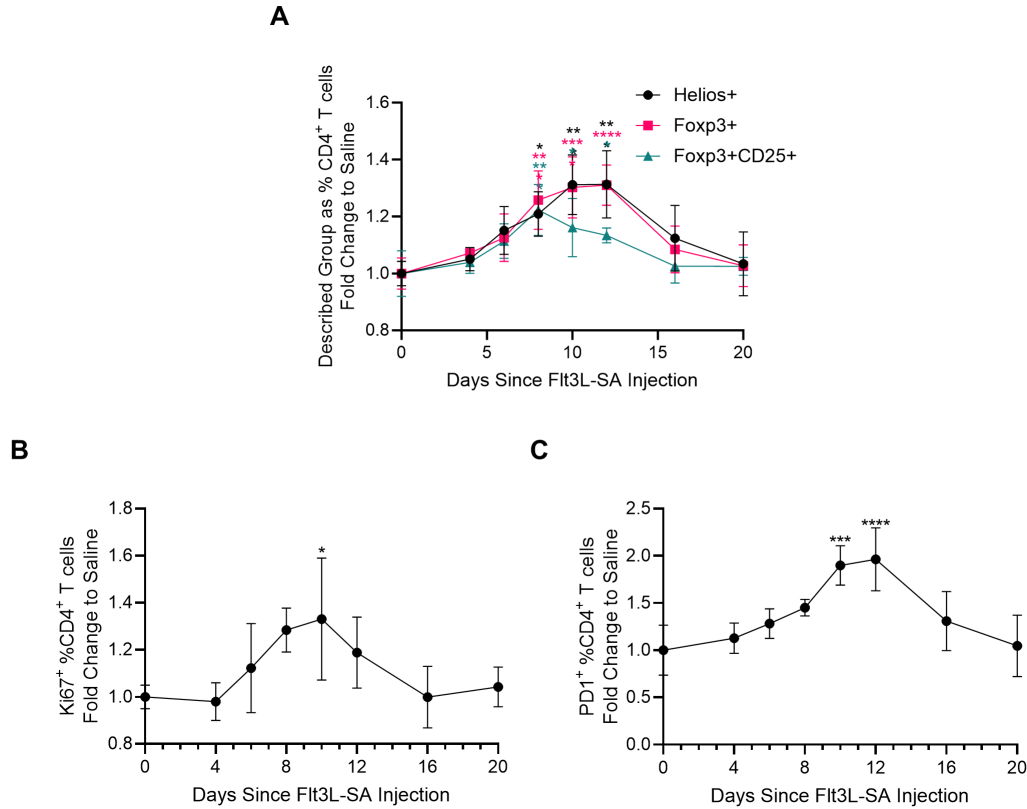 A
Described Group as % CD4+ T cells
Fold Change to Saline
1.6
1.4
1.2
1.0
0.8
0 5 10 15 20
Days Since Flt3L-SA Injection
Helios+
Foxp3+
Foxp3+CD25+
* ** **
** *** ****
** * *
*
*
B
Ki67+ %CD4+ T cells
Fold Change to Saline
1.8
1.6
1.4
1.2
1.0
0.8
*
0 4 8 12 16 20
Days Since Flt3L-SA Injection
C
PD1+ %CD4+ T cells
Fold Change to Saline
2.5
2.0
1.5
1.0
0.5
0.0
*** ****
0 4 8 12 16 20
Days Since Flt3L-SA Injection